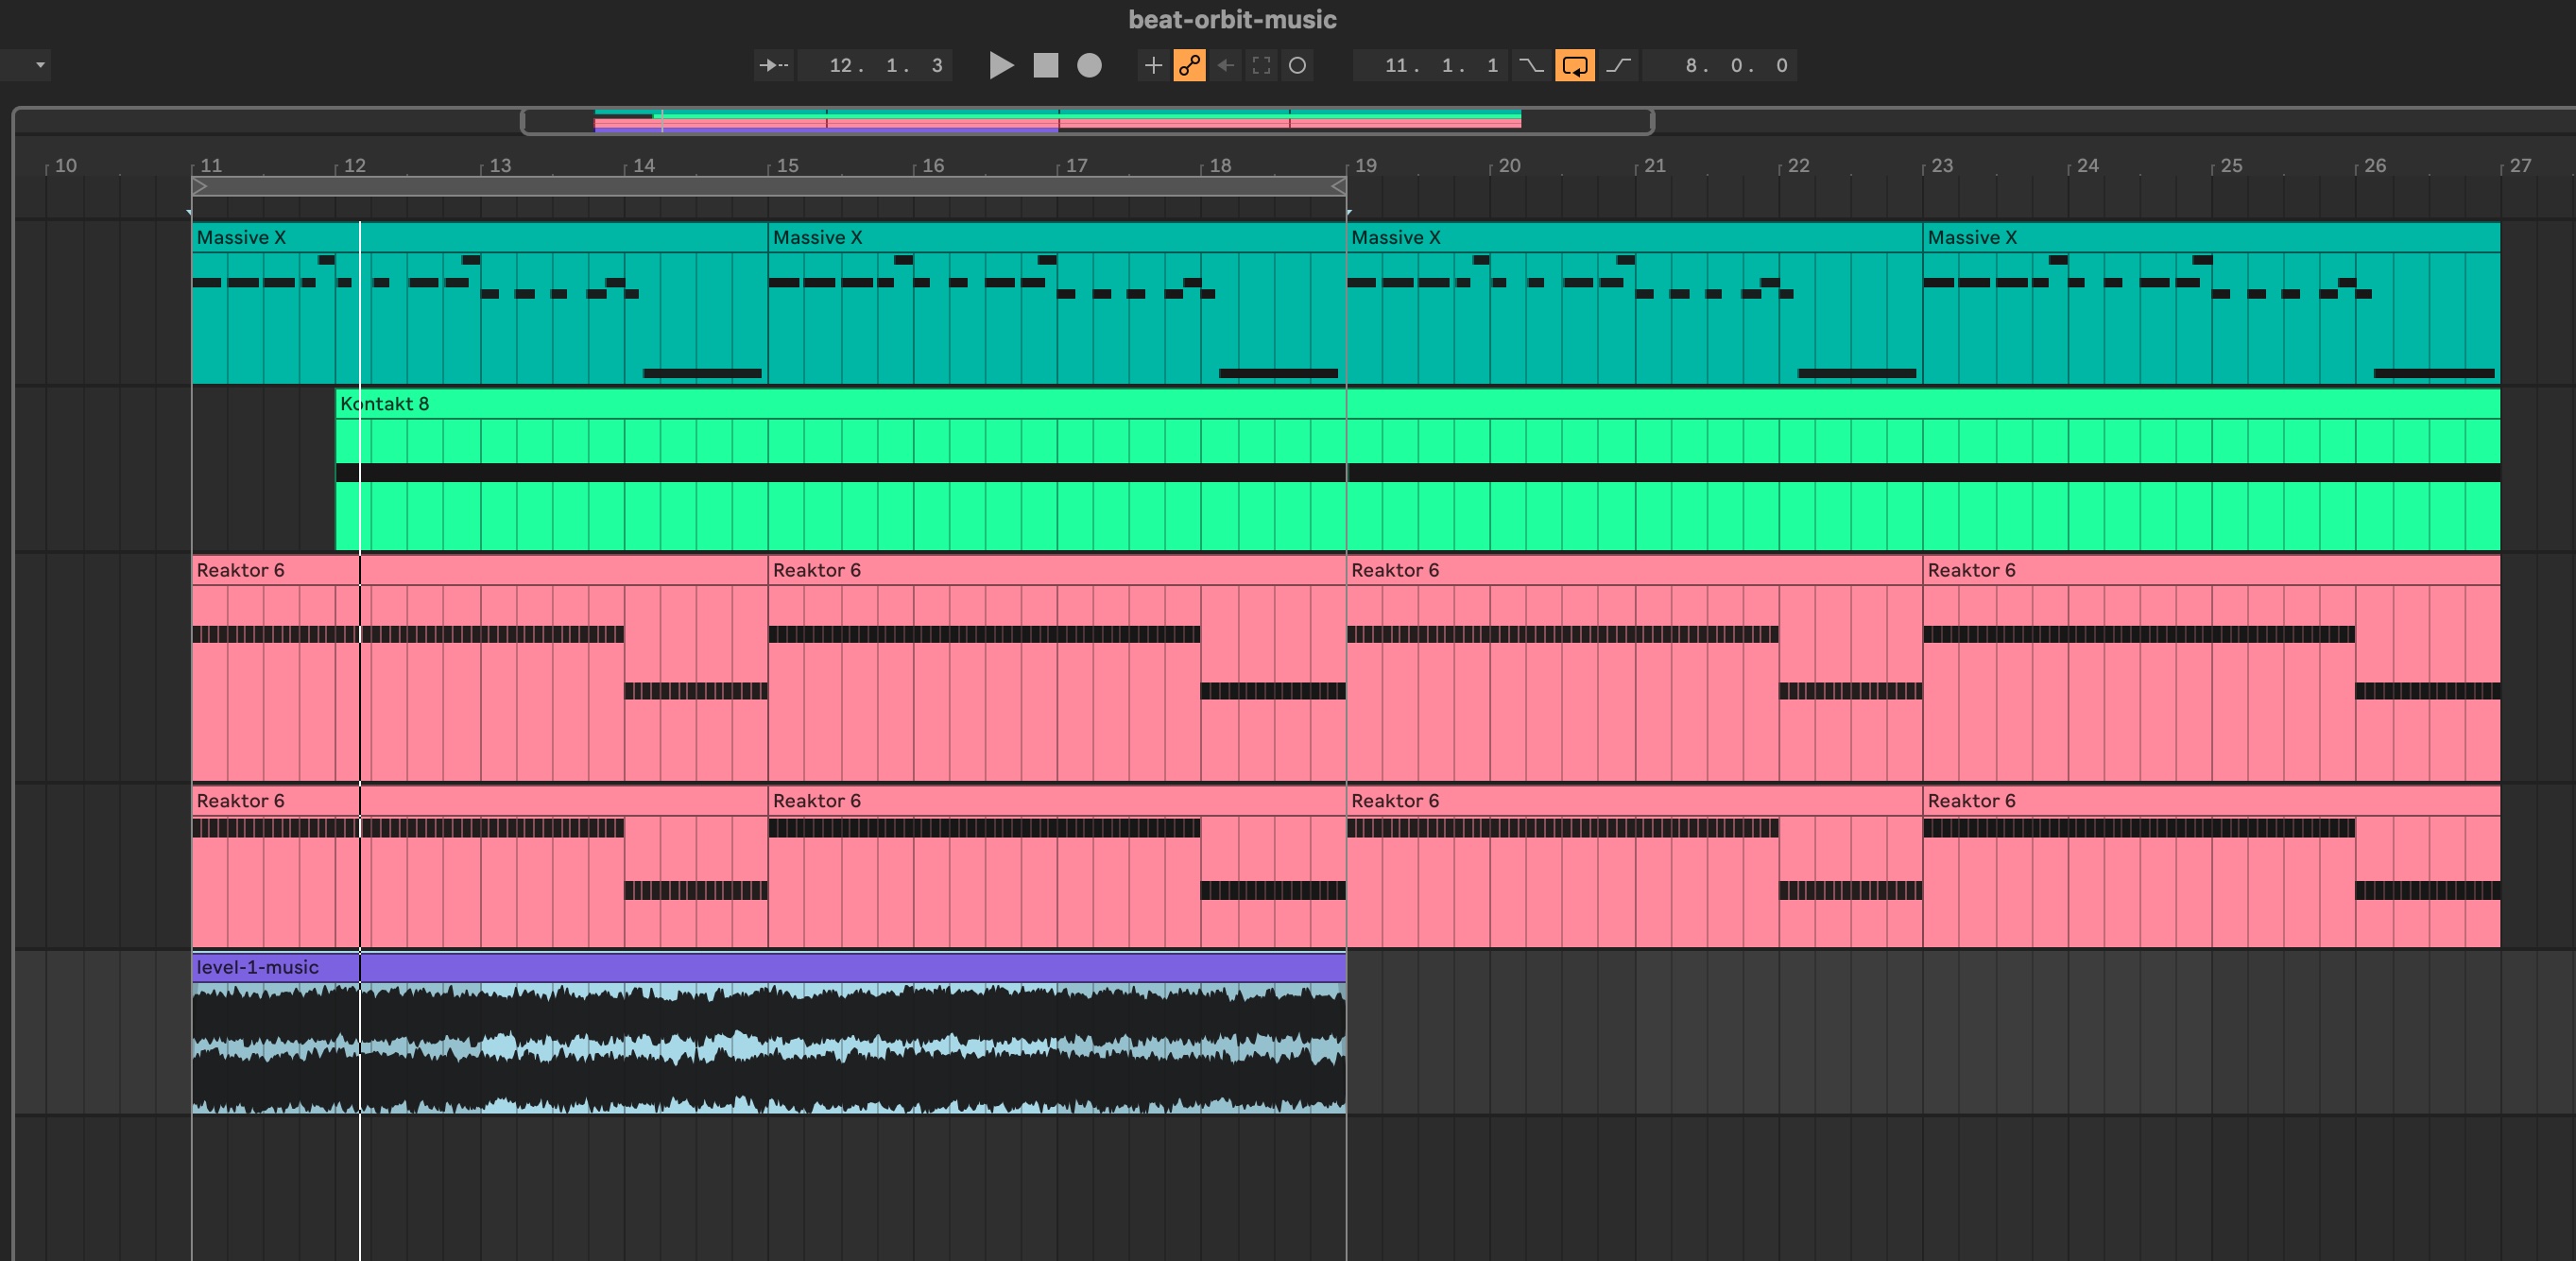 beat-orbit-music
12. 1. 3 11. 1. 1 8. 0. 0
10 11 12 13 14 15 16 17 18 19 20 21 22 23 24 25 26 27
Massive X Massive X Massive X Massive X
Kontakt 8
Reaktor 6 Reaktor 6 Reaktor 6 Reaktor 6
Reaktor 6 Reaktor 6 Reaktor 6 Reaktor 6
level-1-music